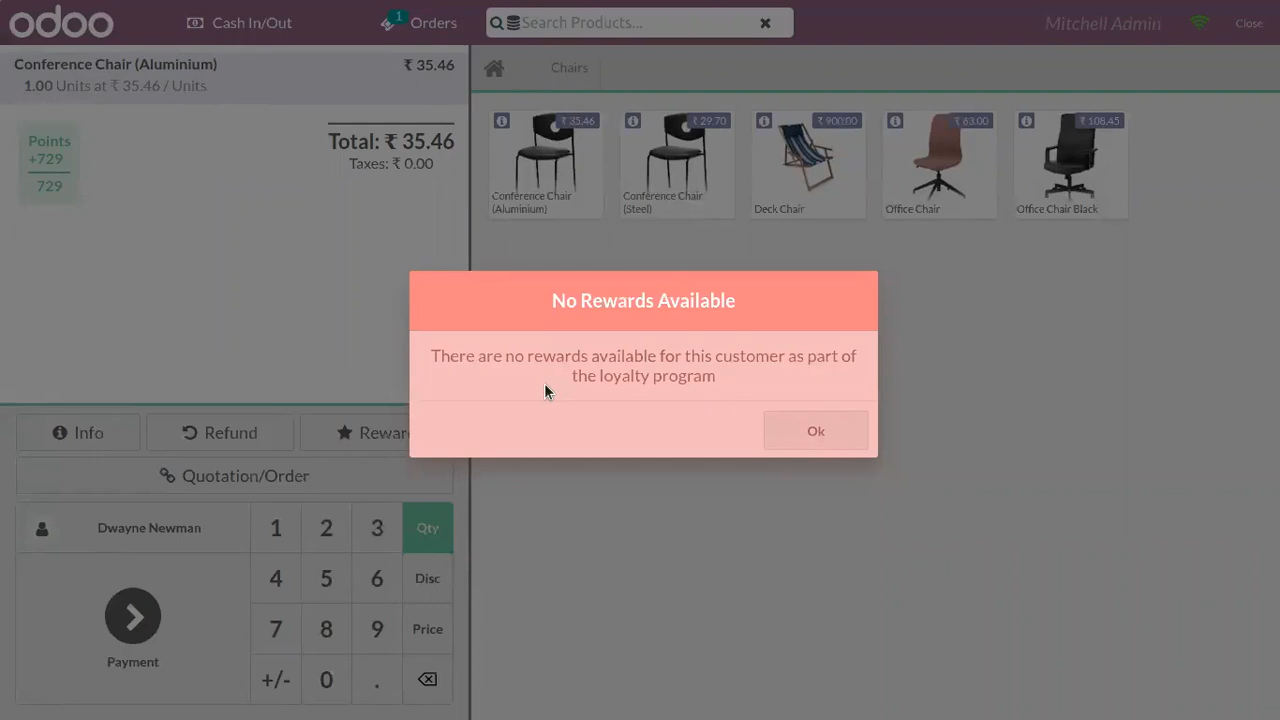 odoo
Cash In/Out
1
Orders
Search Products...
Mitchell Admin
Close
Conference Chair (Aluminium) ₹ 35.46
1.00 Units at ₹ 35.46 / Units
Points
+729
729
Total: ₹ 35.46
Taxes: ₹ 0.00
Chairs
₹ 35.46
Conference Chair
(Aluminium)
₹ 29.70
Conference Chair
(Steel)
₹ 900.00
Deck Chair
₹ 63.00
Office Chair
₹ 108.45
Office Chair Black
No Rewards Available
There are no rewards available for this customer as part of
the loyalty program
Ok
Info
Refund
Rewar
Quotation/Order
Dwayne Newman
1 2 3 Qty
4 5 6 Disc
7 8 9 Price
+/- 0 .
Payment